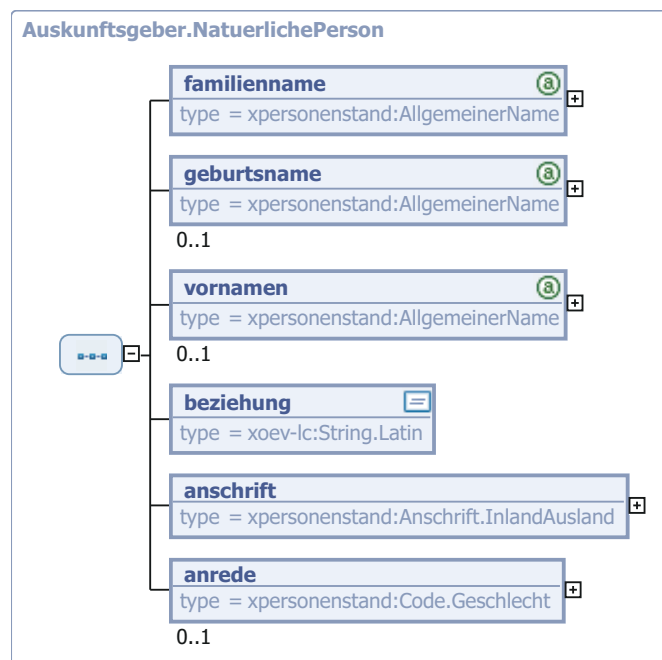 Auskunftsgeber.NatuerlichePerson
familienname
type = xpersonenstand:AllgemeinerName
geburtsname
type = xpersonenstand:AllgemeinerName
0..1
vornamen
type = xpersonenstand:AllgemeinerName
0..1
beziehung
type = xoev-lc:String.Latin
anschrift
type = xpersonenstand:Anschrift.InlandAusland
anrede
type = xpersonenstand:Code.Geschlecht
0..1